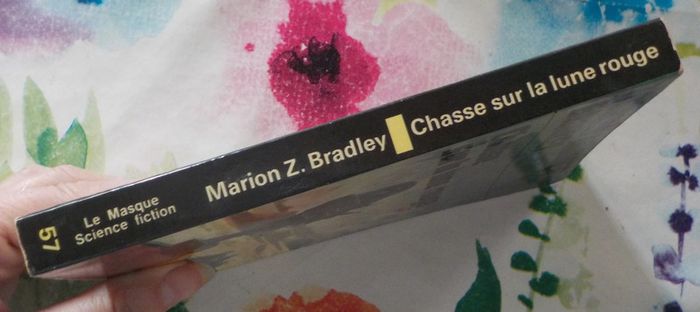 57
Le Masque
Science fiction
Marion Z. Bradley
Chasse sur la lune rouge